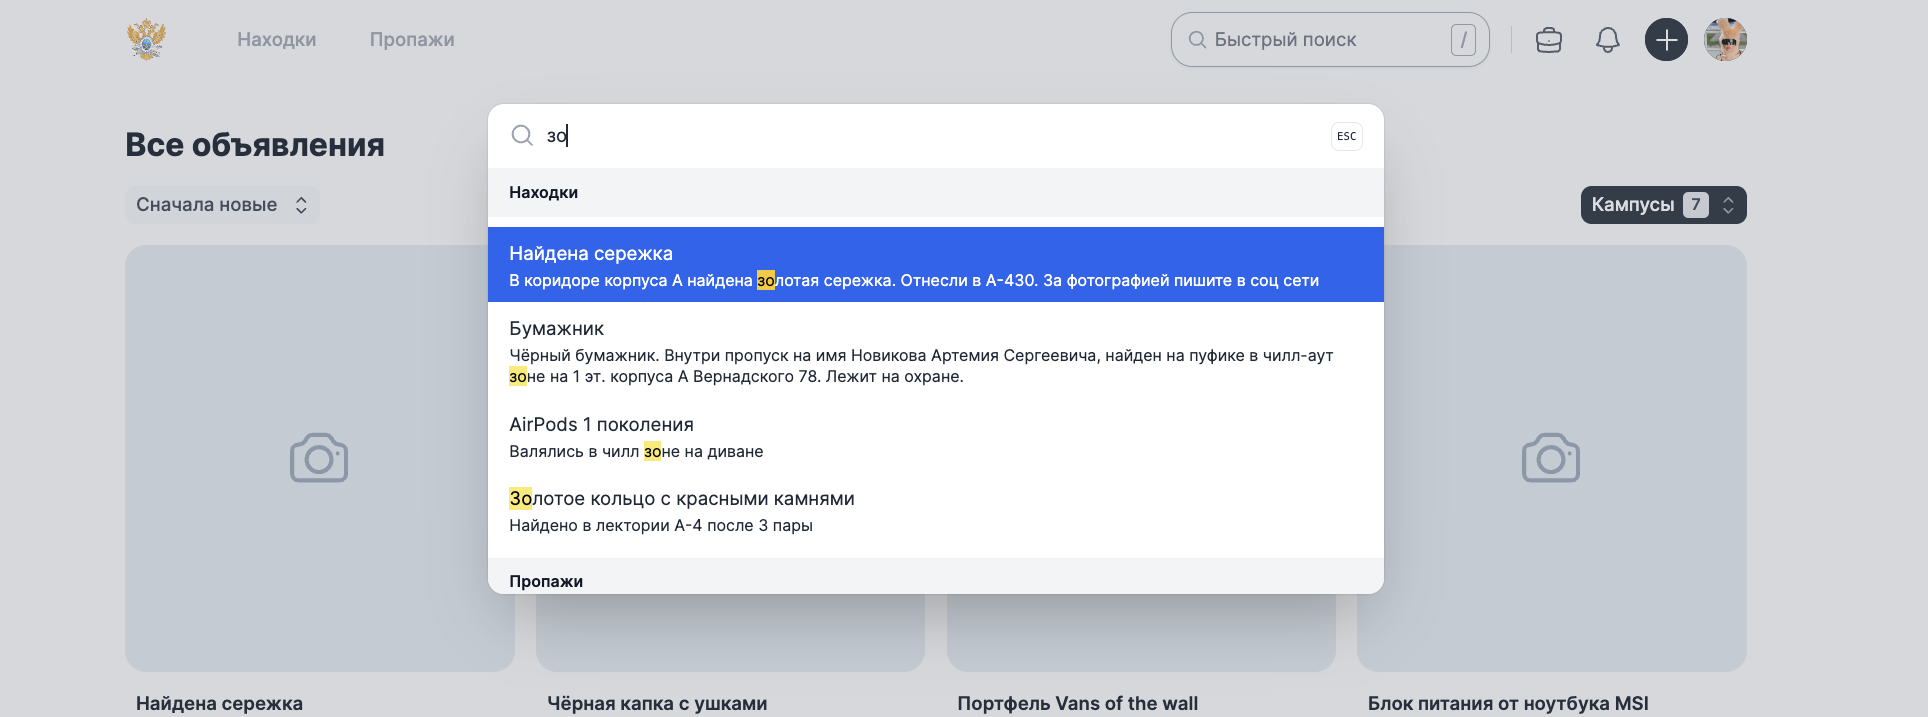 Находки
Пропажи
Быстрый поиск
/
зо
ESC
Все объявления
Находки
Сначала новые
Кампусы 7
Найдена сережка
В коридоре корпуса А найдена золотая сережка. Отнесли в А-430. За фотографией пишите в соц сети
Бумажник
Чёрный бумажник. Внутри пропуск на имя Новикова Артемия Сергеевича, найден на пуфике в чилл-аут
зоне на 1 эт. корпуса А Вернадского 78. Лежит на охране.
AirPods 1 поколения
Валялись в чилл зоне на диване
Золотое кольцо с красными камнями
Найдено в лектории А-4 после 3 пары
Пропажи
Найдена сережка
Чёрная капка с ушками
Портфель Vans of the wall
Блок питания от ноутбука MSI